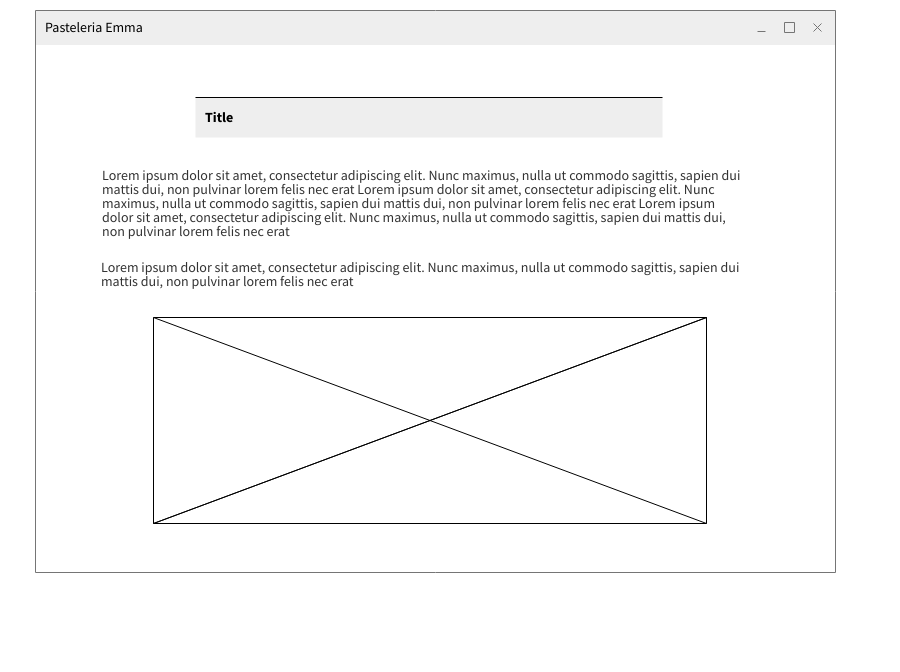 Pasteleria Emma
Title
Lorem ipsum dolor sit amet, consectetur adipiscing elit. Nunc maximus, nulla ut commodo sagittis, sapien dui
mattis dui, non pulvinar lorem felis nec erat Lorem ipsum dolor sit amet, consectetur adipiscing elit. Nunc
maximus, nulla ut commodo sagittis, sapien dui mattis dui, non pulvinar lorem felis nec erat Lorem ipsum
dolor sit amet, consectetur adipiscing elit. Nunc maximus, nulla ut commodo sagittis, sapien dui mattis dui,
non pulvinar lorem felis nec erat
Lorem ipsum dolor sit amet, consectetur adipiscing elit. Nunc maximus, nulla ut commodo sagittis, sapien dui
mattis dui, non pulvinar lorem felis nec erat